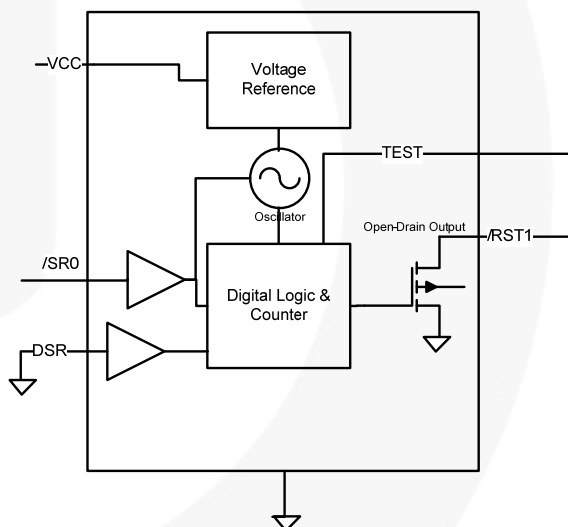 VCC
Voltage
Reference
TEST
Oscillator
Open-Drain Output
/RST1
/SR0
Digital Logic &
Counter
DSR